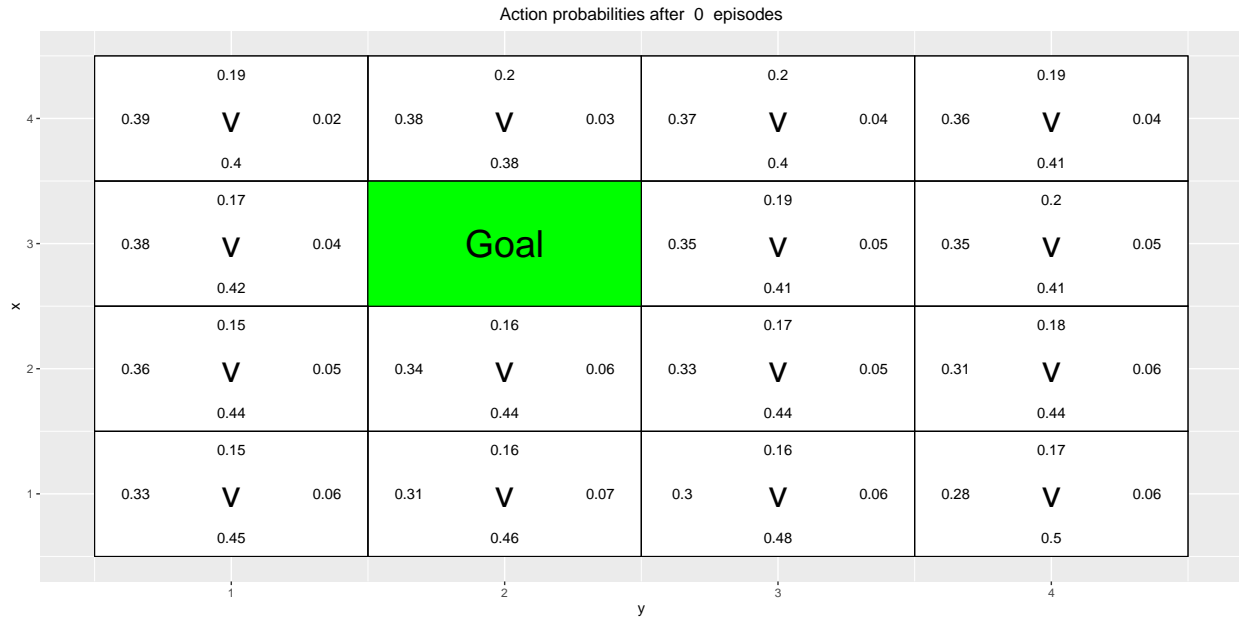 Action probabilities after 0 episodes
0.19 0.2 0.2 0.19
4 0.39 V 0.02 0.38 V 0.03 0.37 V 0.04 0.36 V 0.04
0.4 0.38 0.4 0.41
0.17 0.19 0.2
3 0.38 V 0.04 Goal 0.35 V 0.05 0.35 V 0.05
0.42 0.41 0.41
x
0.15 0.16 0.17 0.18
2 0.36 V 0.05 0.34 V 0.06 0.33 V 0.05 0.31 V 0.06
0.44 0.44 0.44 0.44
0.15 0.16 0.16 0.17
1 0.33 V 0.06 0.31 V 0.07 0.3 V 0.06 0.28 V 0.06
0.45 0.46 0.48 0.5
1 2 3 4
y